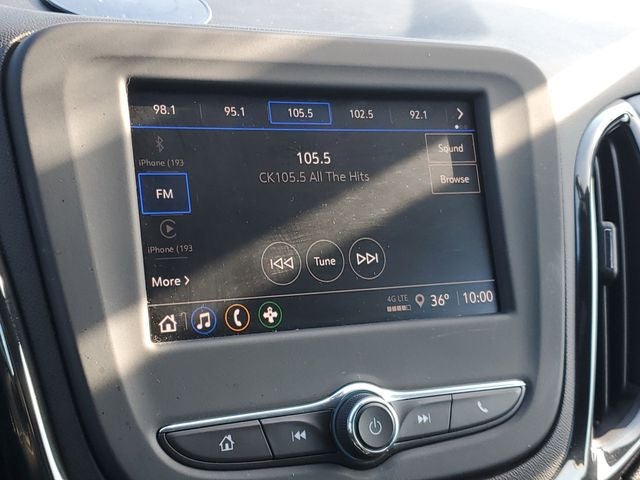 98.1 95.1 105.5 102.5 92.1
iPhone (193
105.5
CK105.5 All The Hits
Sound
FM
Browse
iPhone (193
Tune
More
4G LTE 36° 10:00